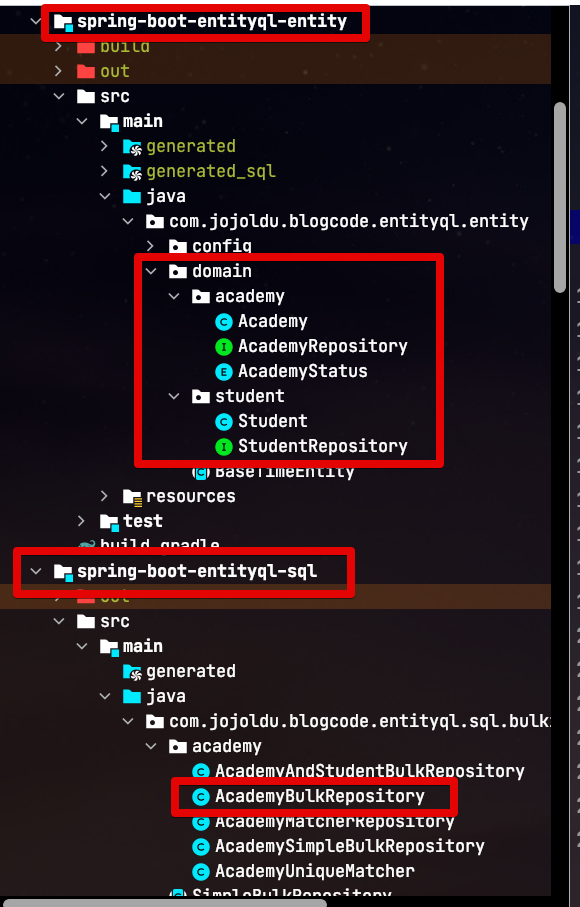 spring-boot-entityql-entity
build
out
src
main
generated
generated_sql
java
com.jojoldu.blogcode.entityql.entity
config
domain
academy
C Academy
I AcademyRepository
E AcademyStatus
student
C Student
I StudentRepository
C BaseTimeEntity
resources
test
build.gradle
spring-boot-entityql-sql
out
src
main
generated
java
com.jojoldu.blogcode.entityql.sql.bulk
academy
C AcademyAndStudentBulkRepository
C AcademyBulkRepository
C AcademyMatcherRepository
C AcademySimpleBulkRepository
C AcademyUniqueMatcher
C SimpleBulkRepository